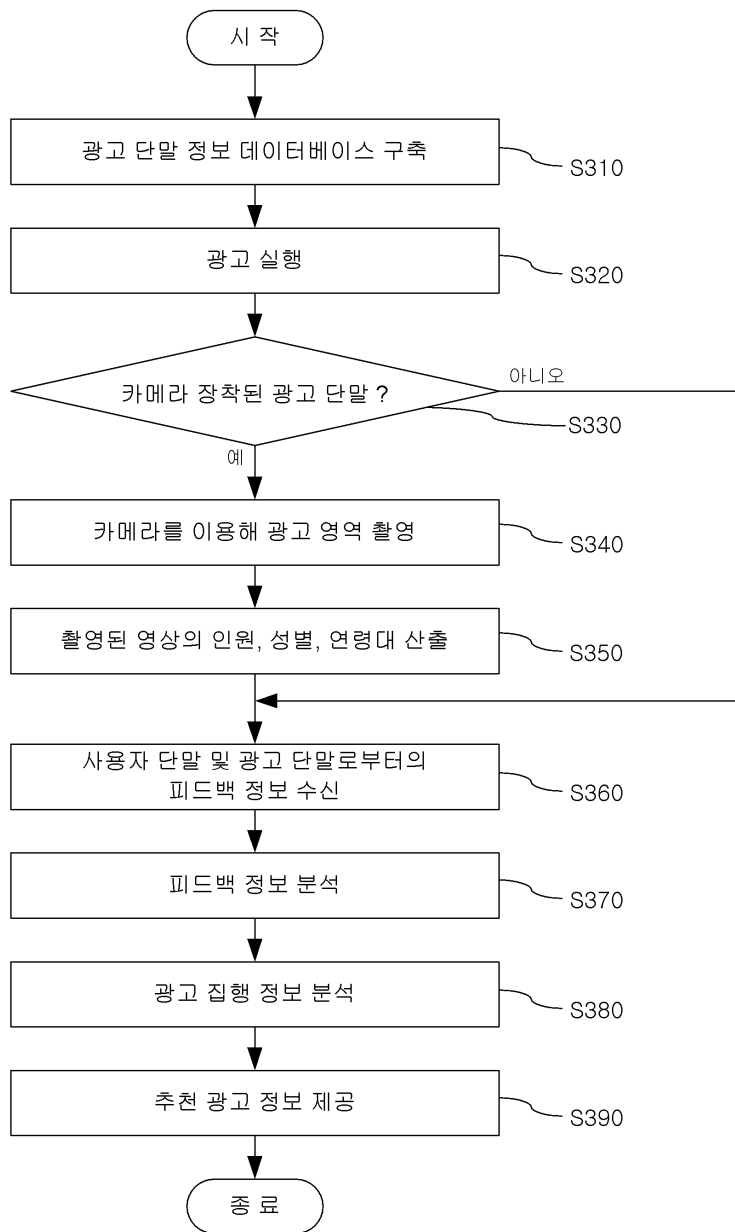 시 작
광고 단말 정보 데이터베이스 구축
S310
광고 실행
S320
카메라 장착된 광고 단말 ?
아니오
S330
예
카메라를 이용해 광고 영역 촬영
S340
촬영된 영상의 인원, 성별, 연령대 산출
S350
사용자 단말 및 광고 단말로부터의
피드백 정보 수신
S360
피드백 정보 분석
S370
광고 집행 정보 분석
S380
추천 광고 정보 제공
S390
종 료